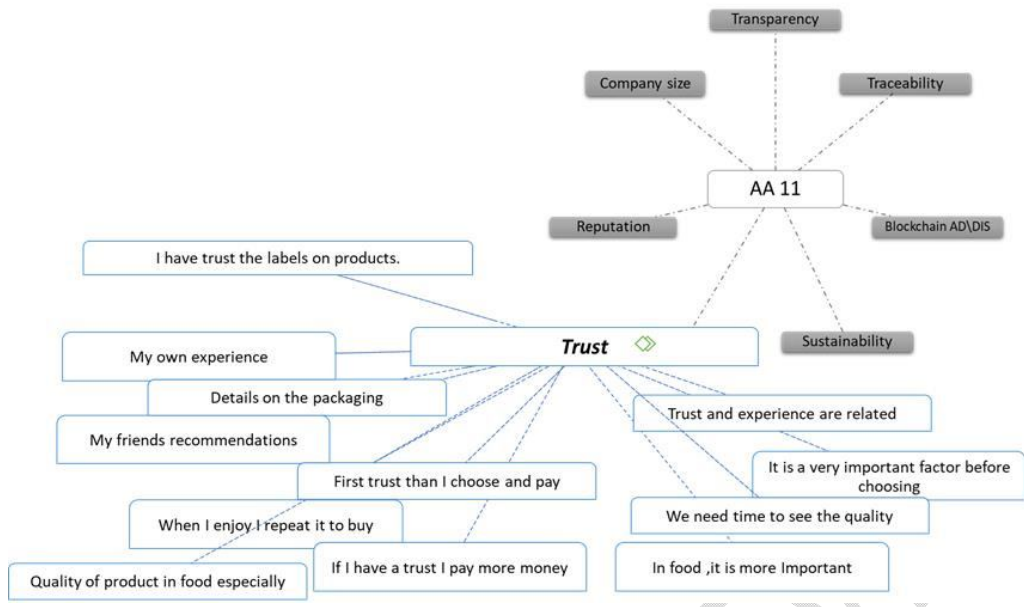 Transparency
Company size
Traceability
AA 11
Reputation
Blockchain AD\DIS
I have trust the labels on products.
Trust
Sustainability
My own experience
Details on the packaging
Trust and experience are related
My friends recommendations
It is a very important factor before
choosing
First trust than I choose and pay
When I enjoy I repeat it to buy
We need time to see the quality
Quality of product in food especially
If I have a trust I pay more money
In food ,it is more Important